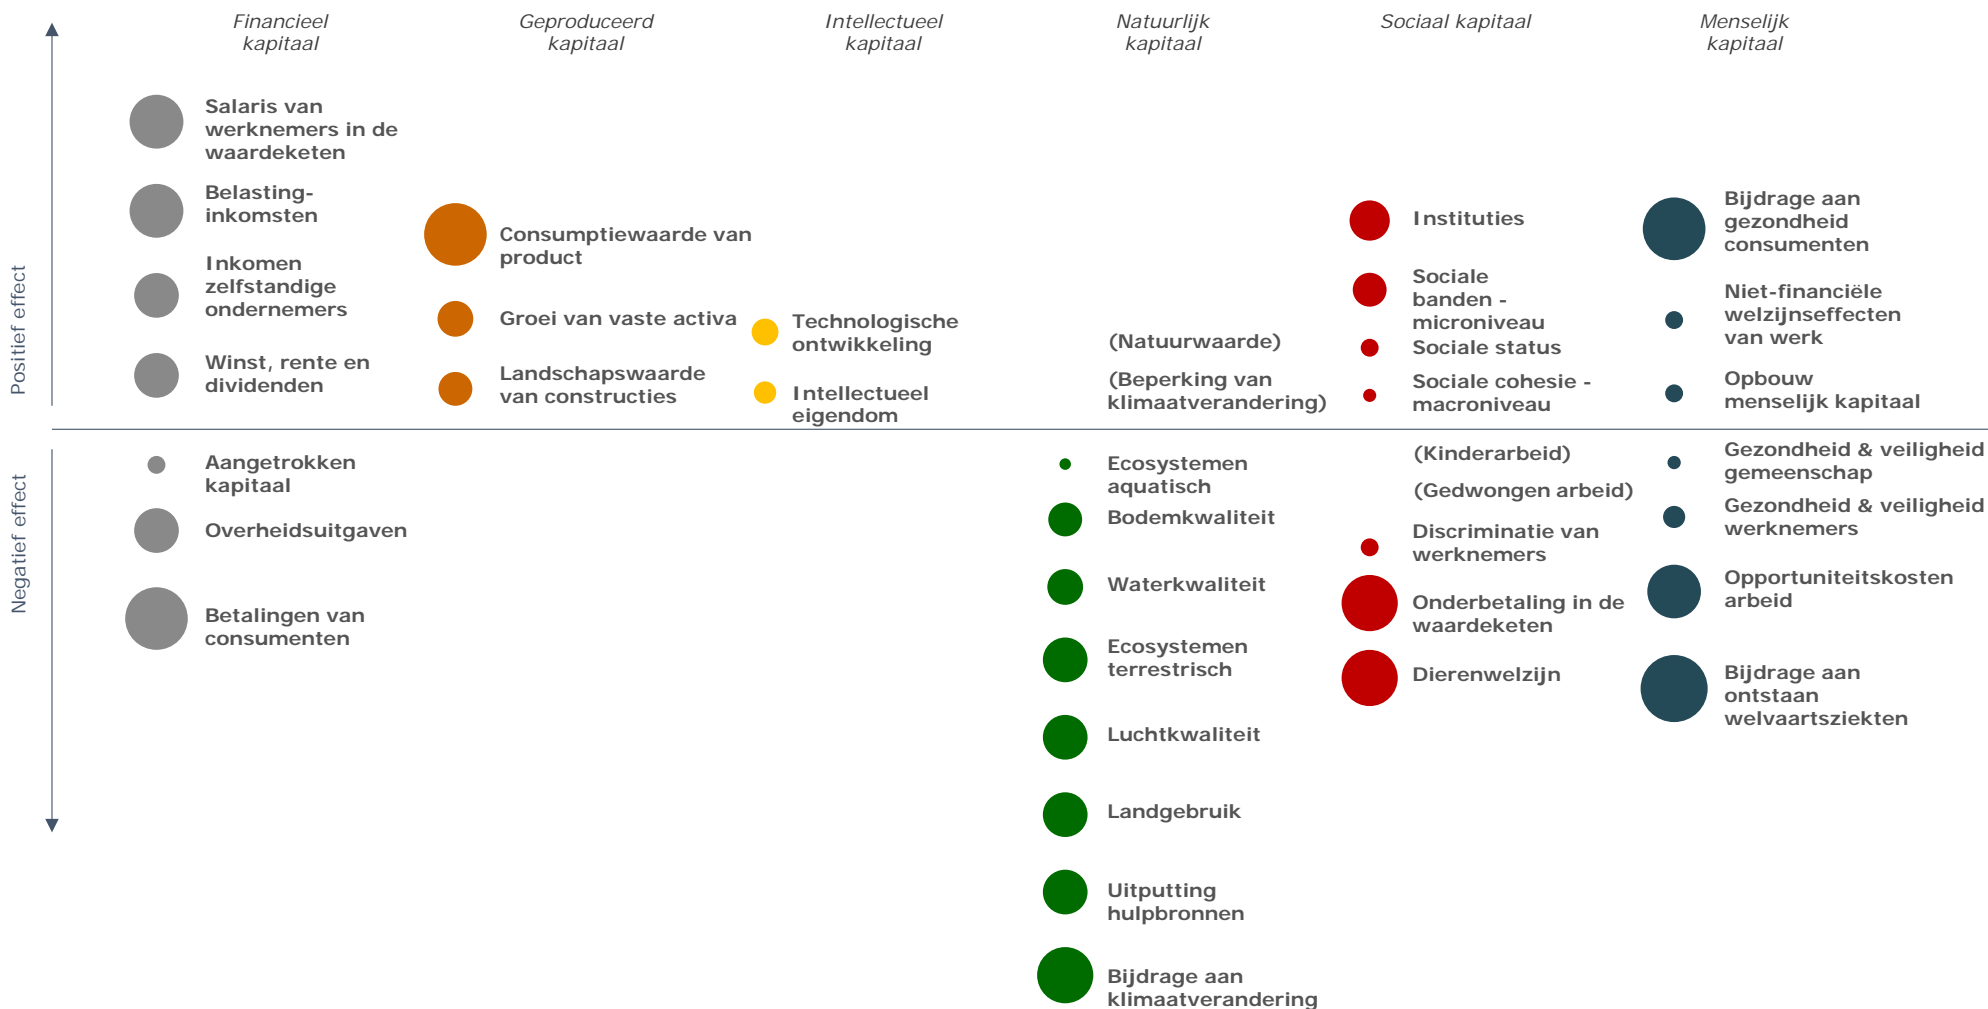 Financieel
kapitaal
Geproduceerd
kapitaal
Intellectueel
kapitaal
Natuurlijk
kapitaal
Sociaal kapitaal
Menselijk
kapitaal
Positief effect
Salaris van
werknemers in de
waardeketen
Belasting-
inkomsten
Inkomen
zelfstandige
ondernemers
Winst, rente en
dividenden
Consumptiewaarde van
product
Groei van vaste activa
Landschapswaarde
van constructies
Technologische
ontwikkeling
Intellectueel
eigendom
(Natuurwaarde)
(Beperking van
klimaatverandering)
Instituties
Sociale
banden -
microniveau
Sociale status
Sociale cohesie -
macroniveau
Bijdrage aan
gezondheid
consumenten
Niet-financiële
welzijnseffecten
van werk
Opbouw
menselijk kapitaal
Negatief effect
Aangetrokken
kapitaal
Overheidsuitgaven
Betalingen van
consumenten
Ecosystemen
aquatisch
Bodemkwaliteit
Waterkwaliteit
Ecosystemen
terrestrisch
Luchtkwaliteit
Landgebruik
Uitputting
hulpbronnen
Bijdrage aan
klimaatverandering
(Kinderarbeid)
(Gedwongen arbeid)
Discriminatie van
werknemers
Onderbetaling in de
waardeketen
Dierenwelzijn
Gezondheid & veiligheid
gemeenschap
Gezondheid & veiligheid
werknemers
Opportuniteitskosten
arbeid
Bijdrage aan
ontstaan
welvaartsziekten